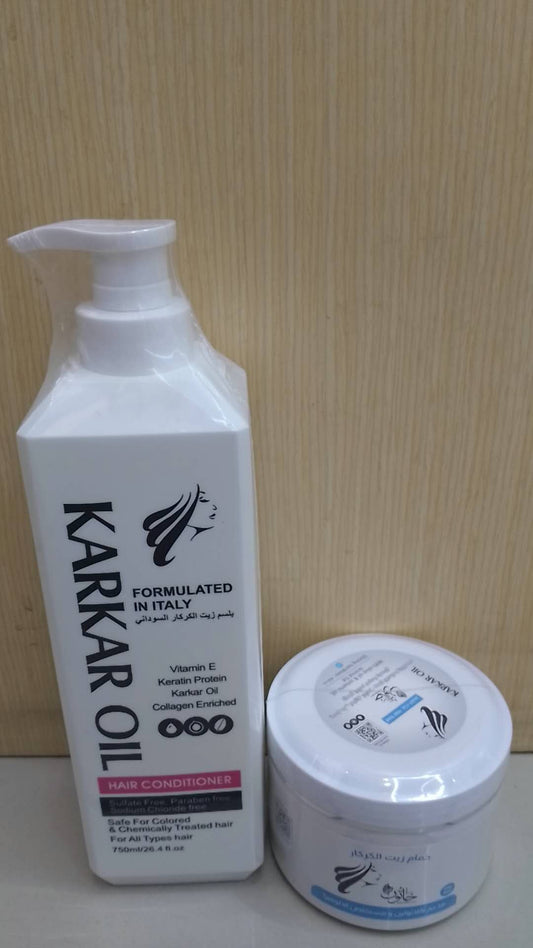 KARKAR OIL
FORMULATED
IN ITALY
بلسم زيت الكركار السوداني
Vitamin E
Keratin Protein
Karkar Oil
Collagen Enriched
HAIR CONDITIONER
Sulfate Free, Paraben free
Sodium Chloride free
Safe For Colored
& Chemically Treated hair
For All Types hair
750ml/26.4 fl.oz
KARKAR OIL
حمام زيت الكركار